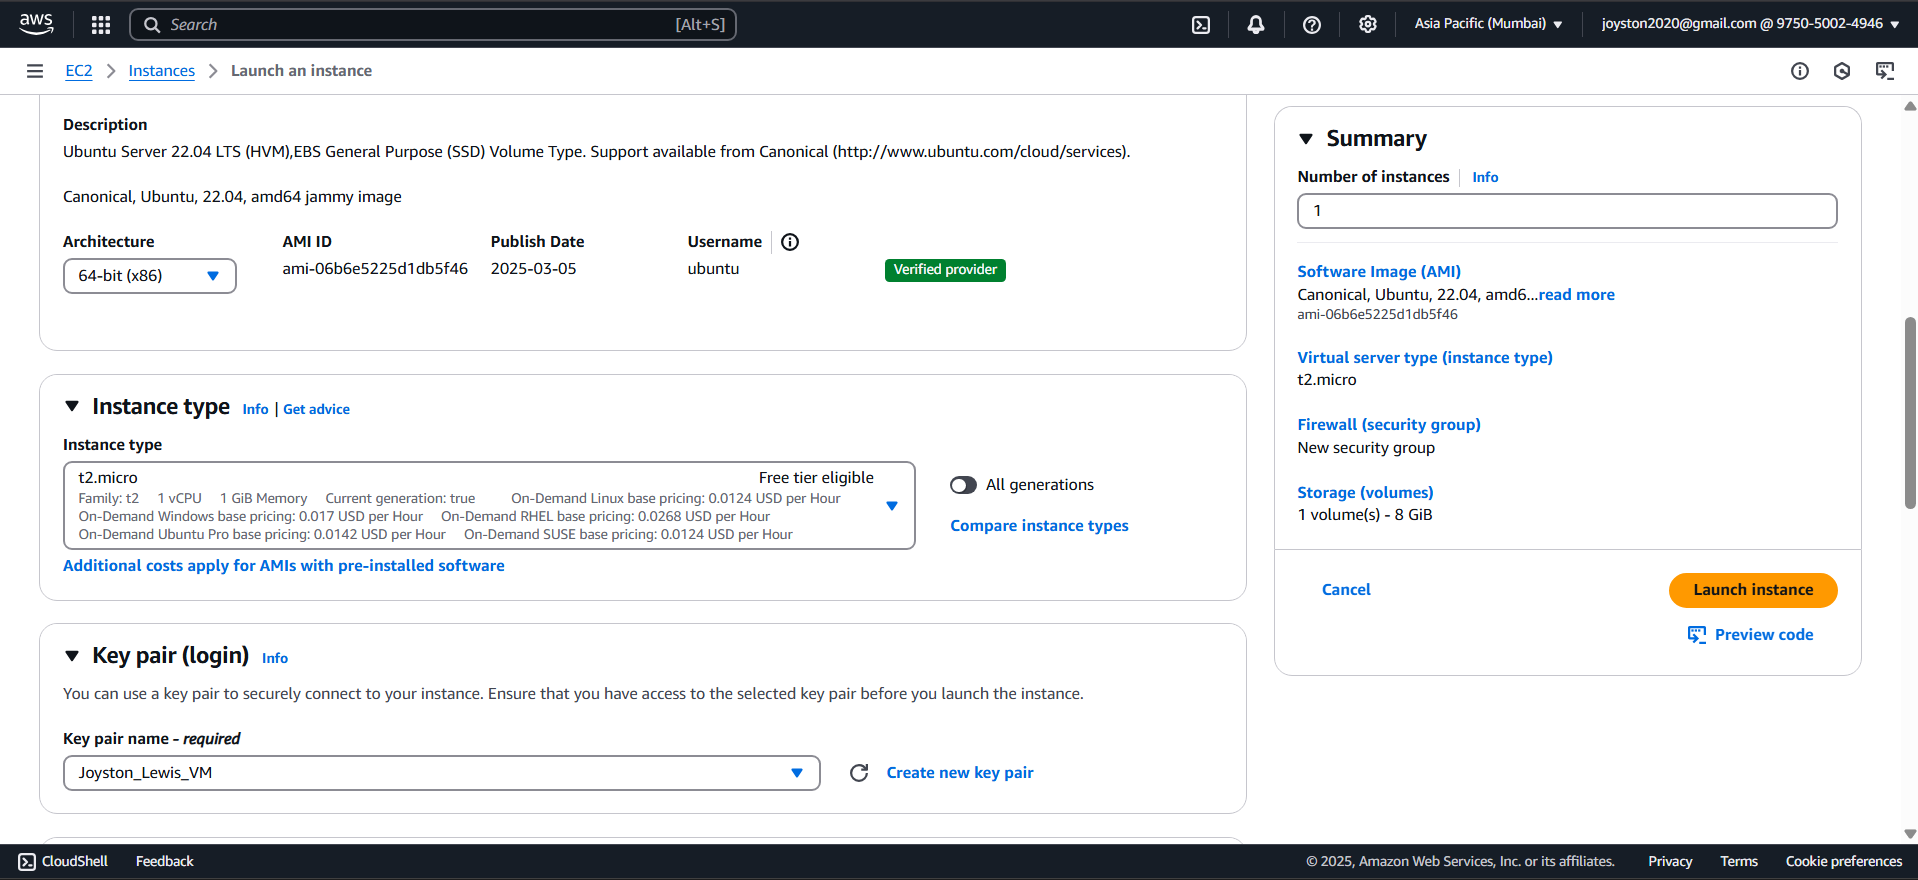 aws
Search [Alt+S]
Asia Pacific (Mumbai)
joyston2020@gmail.com @ 9750-5002-4946
EC2 Instances Launch an instance
Description
Ubuntu Server 22.04 LTS (HVM),EBS General Purpose (SSD) Volume Type. Support available from Canonical (http://www.ubuntu.com/cloud/services).
Canonical, Ubuntu, 22.04, amd64 jammy image
Architecture AMI ID Publish Date Username
64-bit (x86) ami-06b6e5225d1db5f46 2025-03-05 ubuntu Verified provider
Instance type Info | Get advice
Instance type
t2.micro Free tier eligible
Family: t2 1 vCPU 1 GiB Memory Current generation: true On-Demand Linux base pricing: 0.0124 USD per Hour
On-Demand Windows base pricing: 0.017 USD per Hour On-Demand RHEL base pricing: 0.0268 USD per Hour
On-Demand Ubuntu Pro base pricing: 0.0142 USD per Hour On-Demand SUSE base pricing: 0.0124 USD per Hour
All generations
Compare instance types
Additional costs apply for AMIs with pre-installed software
Key pair (login) Info
You can use a key pair to securely connect to your instance. Ensure that you have access to the selected key pair before you launch the instance.
Key pair name - required
Joyston_Lewis_VM
Create new key pair
Summary
Number of instances Info
1
Software Image (AMI)
Canonical, Ubuntu, 22.04, amd6...read more
ami-06b6e5225d1db5f46
Virtual server type (instance type)
t2.micro
Firewall (security group)
New security group
Storage (volumes)
1 volume(s) - 8 GiB
Cancel
Launch instance
Preview code
CloudShell Feedback
© 2025, Amazon Web Services, Inc. or its affiliates. Privacy Terms Cookie preferences